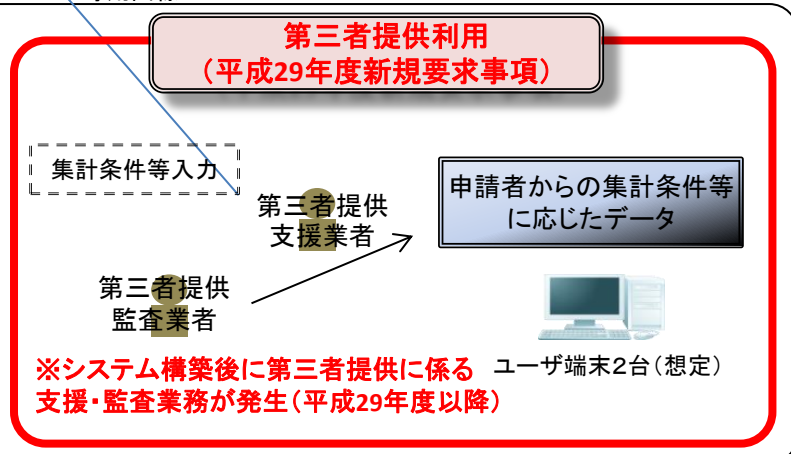 第三者提供利用
（平成29年度新規要求事項）
集計条件等入力
第三者提供
支援業者
申請者からの集計条件等
に応じたデータ
第三者提供
監査業者
※システム構築後に第三者提供に係る
支援・監査業務が発生（平成29年度以降）
ユーザ端末２台（想定）